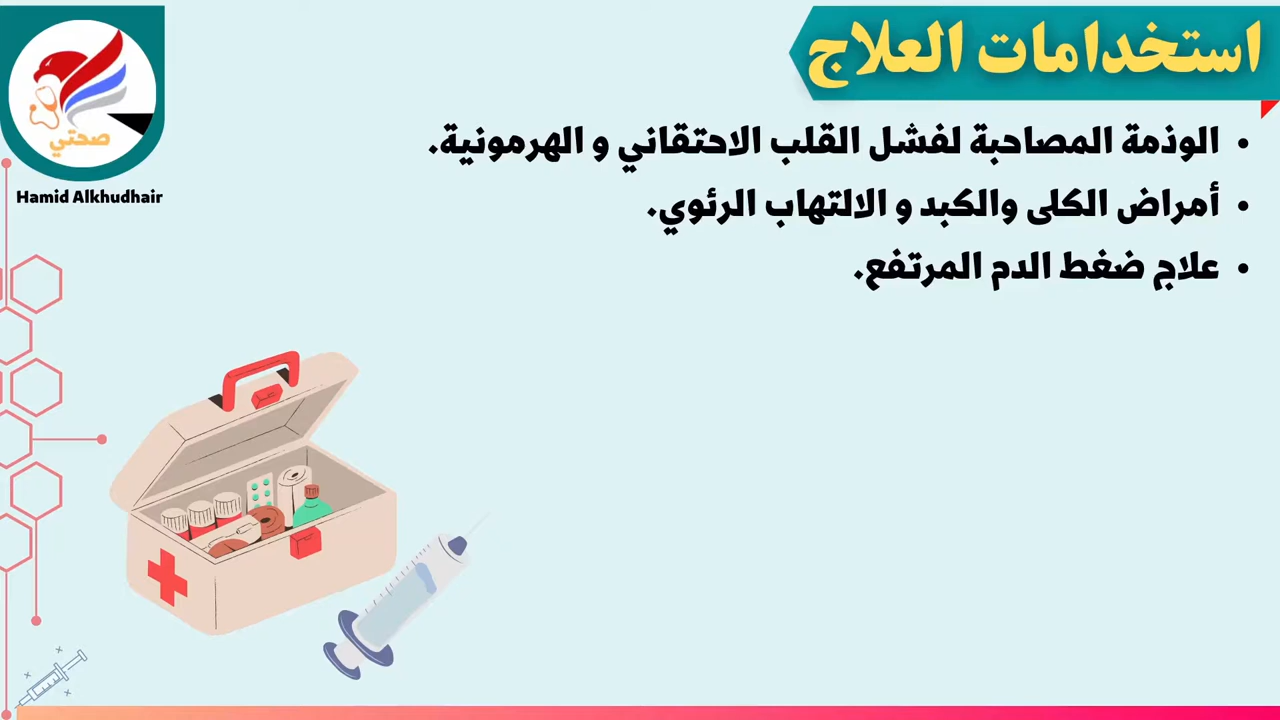 استخدامات العلاج
صحتي
Hamid Alkhudhair
• الوذمة المصاحبة لفشل القلب الاحتقاني و الهرمونية.
• أمراض الكلى والكبد و الالتهاب الرئوي.
• علاج ضغط الدم المرتفع.